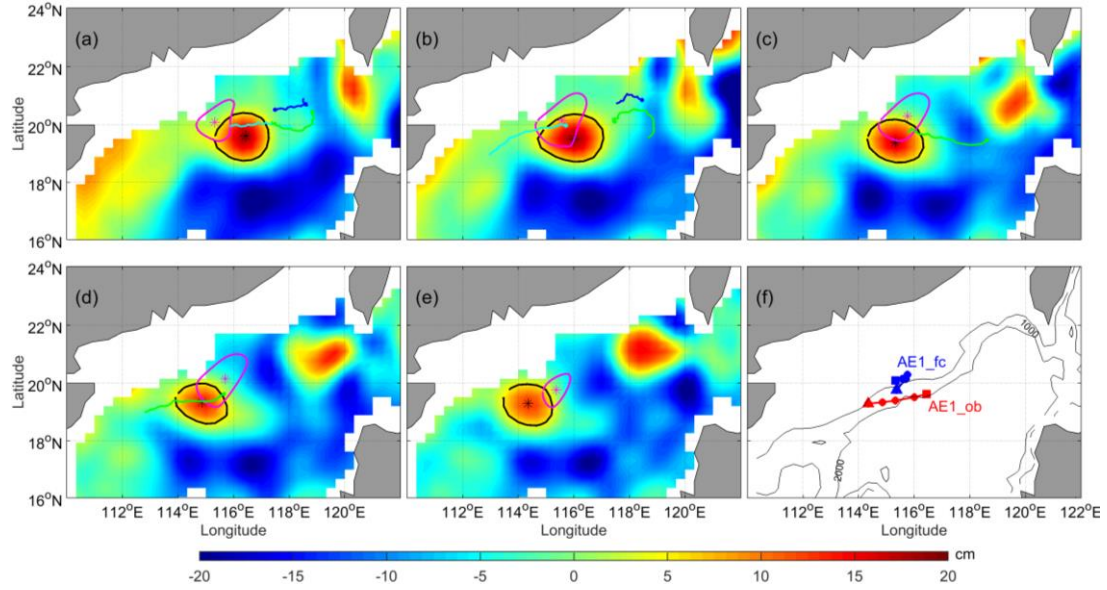 24°N
22°N
20°N
18°N
16°N
Latitude
(a)
(b)
(c)
24°N
22°N
20°N
18°N
16°N
Latitude
(d)
(e)
(f)
1000
AE1_fc
AE1_ob
2000
112°E 114°E 116°E 118°E 120°E
112°E 114°E 116°E 118°E 120°E
112°E 114°E 116°E 118°E 120°E 122°E
Longitude
Longitude
Longitude
cm
-20 -15 -10 -5 0 5 10 15 20